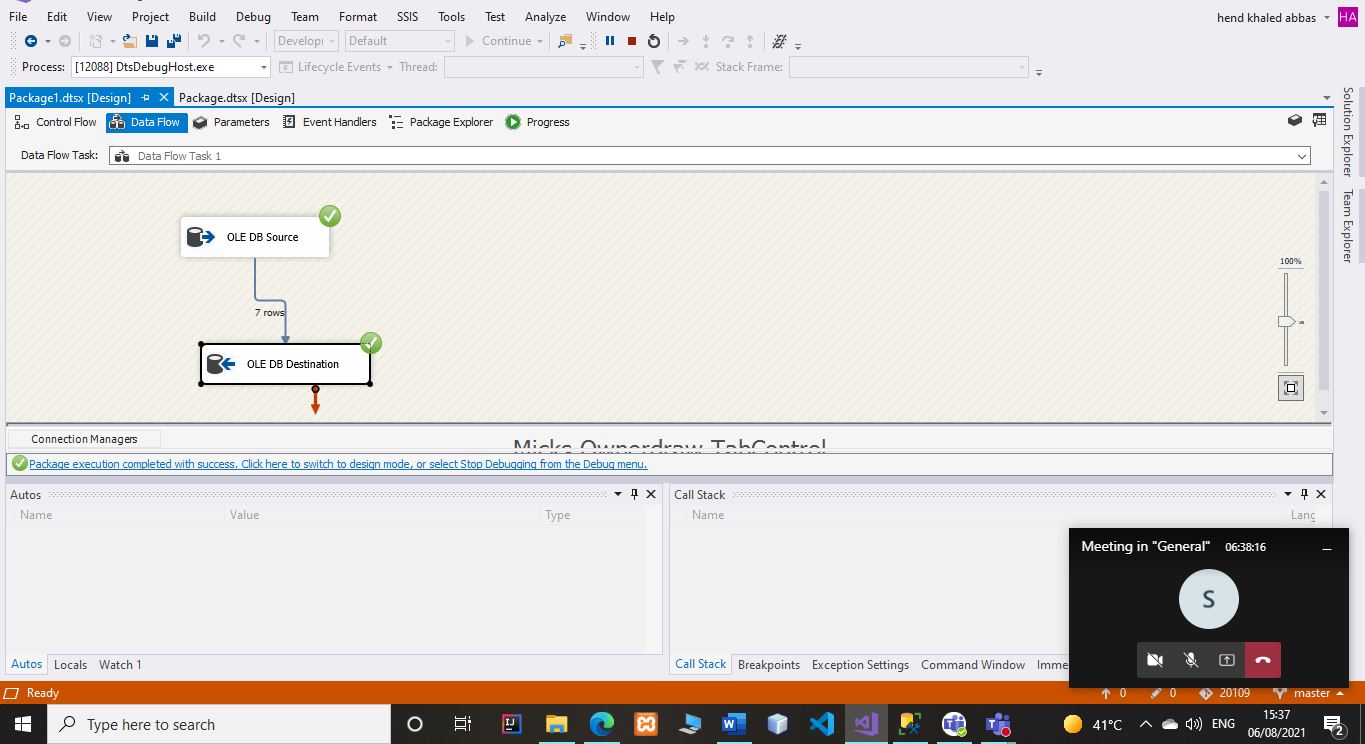 File Edit View Project Build Debug Team Format SSIS Tools Test Analyze Window Help
hend khaled abbas HA
Default Continue
Process: [12088] DtsDebugHost.exe Lifecycle Events Thread: Stack Frame:
Package1.dtsx [Design] Package.dtsx [Design]
Control Flow Data Flow Parameters Event Handlers Package Explorer Progress
Data Flow Task: Data Flow Task 1
Solution Explorer
Team Explorer
OLE DB Source
7 rows
OLE DB Destination
100%
Connection Managers
Micks Ownerdraw TabControl
Package execution completed with success. Click here to switch to design mode, or select Stop Debugging from the Debug menu.
Autos
Name Value Type
Call Stack
Name Lang
Meeting in "General" 06:38:16
S
Autos Locals Watch 1
Call Stack Breakpoints Exception Settings Command Window Imme
Ready
0 0 20109 master
Type here to search
41°C ENG
15:37
06/08/2021
2